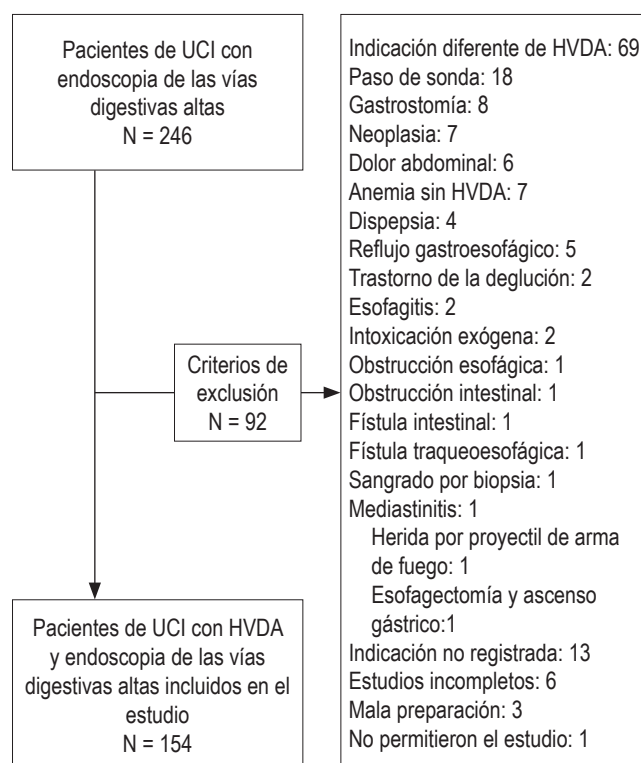 Pacientes de UCI con
endoscopia de las vías
digestivas altas
N = 246
Criterios de
exclusión
N = 92
Indicación diferente de HVDA: 69
Paso de sonda: 18
Gastrostomía: 8
Neoplasia: 7
Dolor abdominal: 6
Anemia sin HVDA: 7
Dispepsia: 4
Reflujo gastroesofágico: 5
Trastorno de la deglución: 2
Esofagitis: 2
Intoxicación exógena: 2
Obstrucción esofágica: 1
Obstrucción intestinal: 1
Fístula intestinal: 1
Fístula traqueoesofágica: 1
Sangrado por biopsia: 1
Mediastinitis: 1
Herida por proyectil de arma
de fuego: 1
Esofagectomía y ascenso
gástrico:1
Indicación no registrada: 13
Estudios incompletos: 6
Mala preparación: 3
No permitieron el estudio: 1
Pacientes de UCI con HVDA
y endoscopia de las vías
digestivas altas incluidos en el
estudio
N = 154